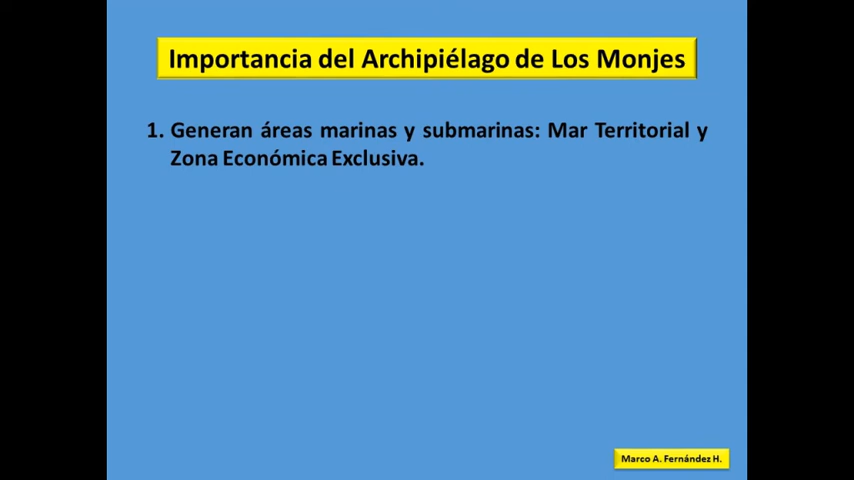 Importancia del Archipiélago de Los Monjes
1. Generan áreas marinas y submarinas: Mar Territorial y
Zona Económica Exclusiva.
Marco A. Fernández H.